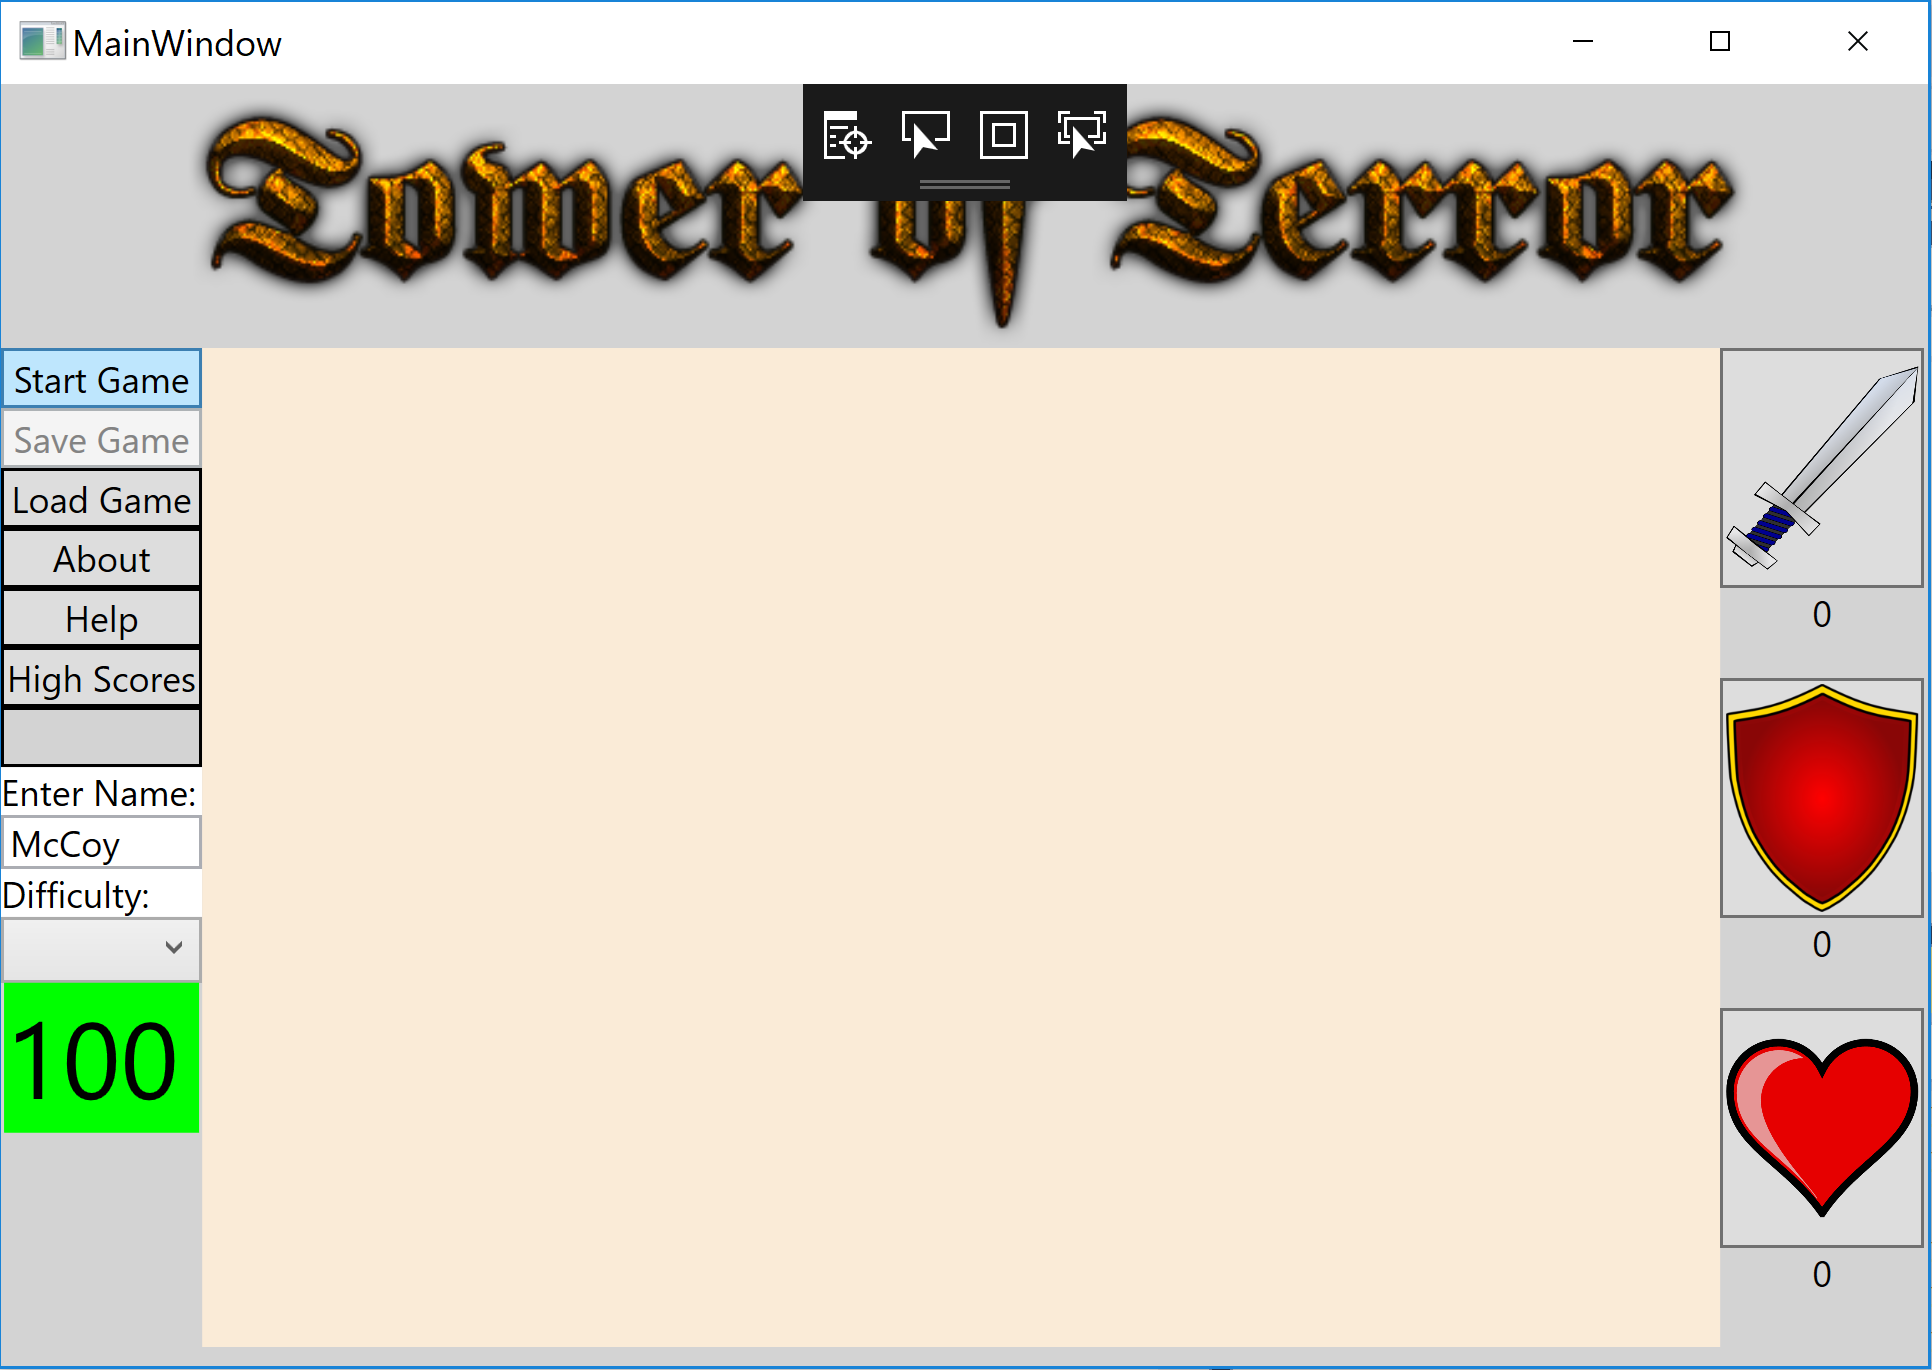 MainWindow
Tower of Terror
Start Game
Save Game
Load Game
About
Help
High Scores
Enter Name:
McCoy
Difficulty:
100
0
0
0